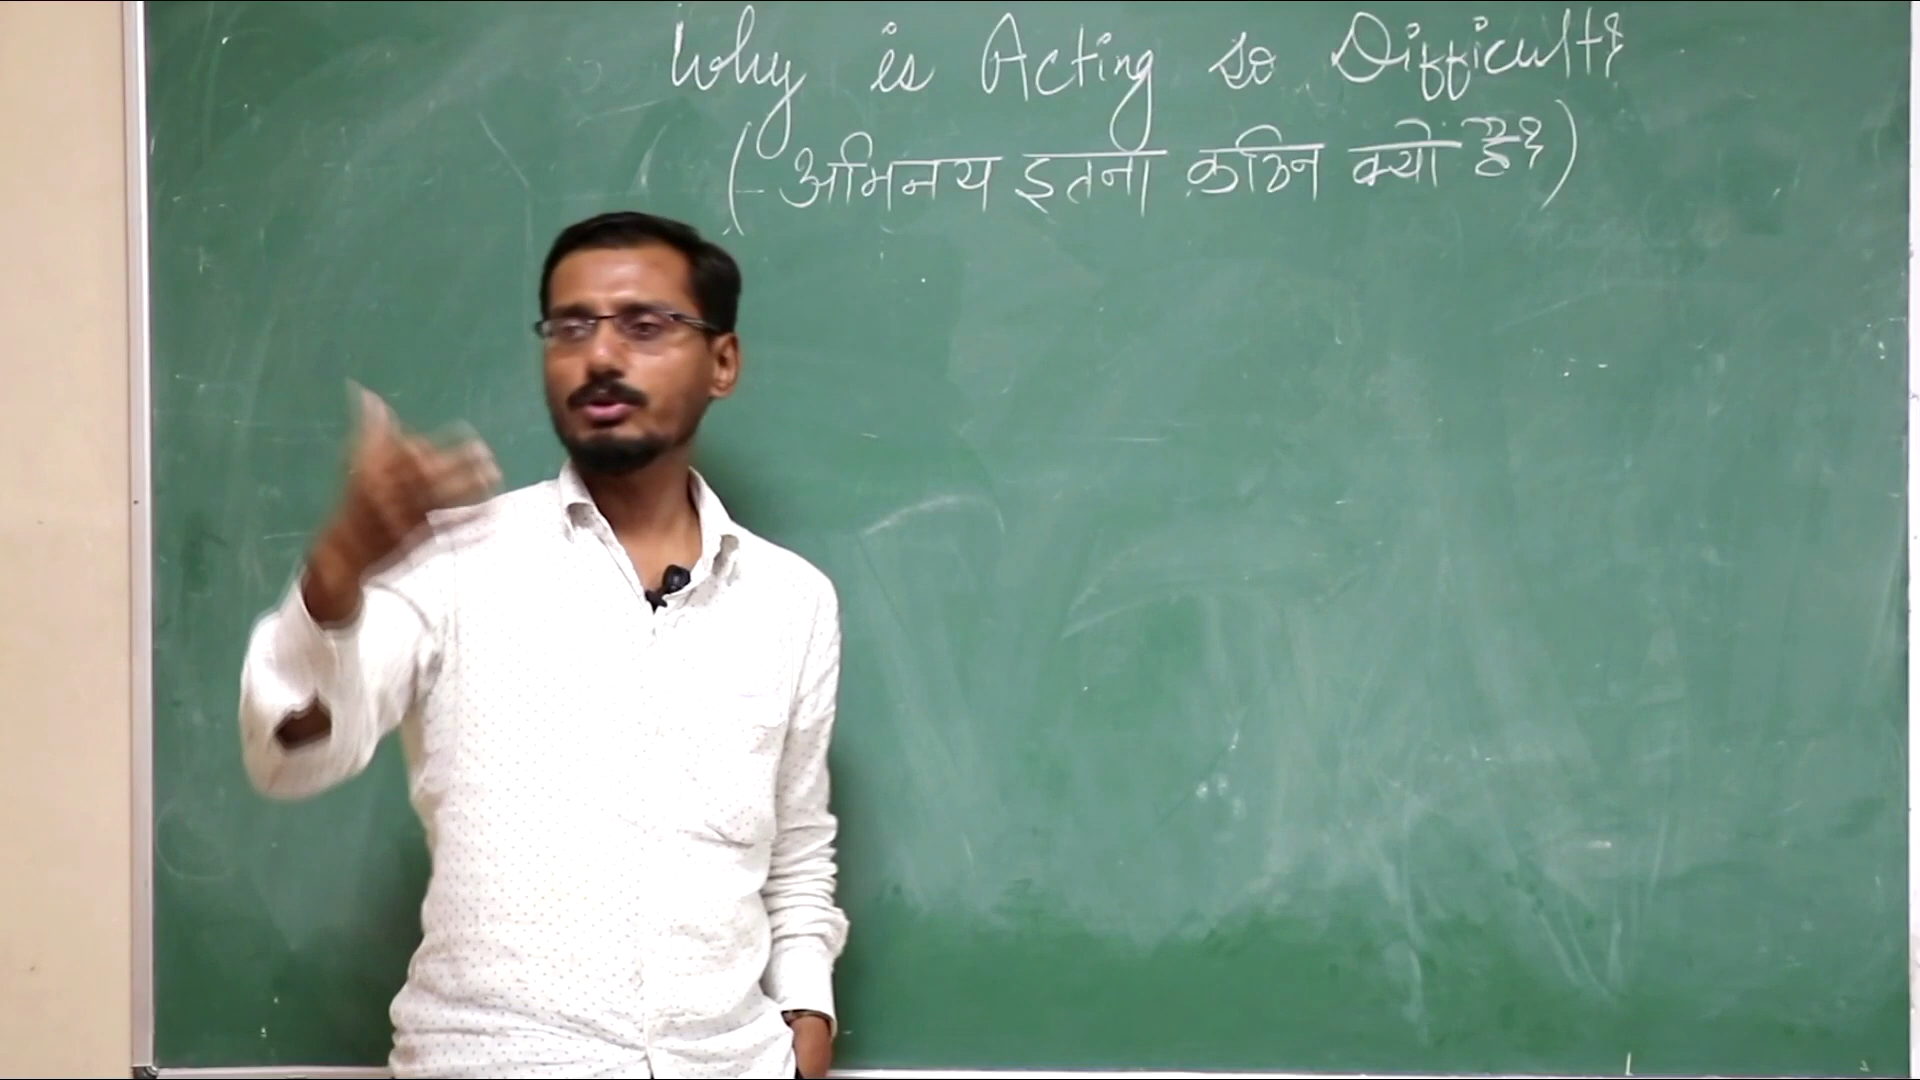 Why is Acting so Difficult?
(अभिनय इतना कठिन क्यों है?)